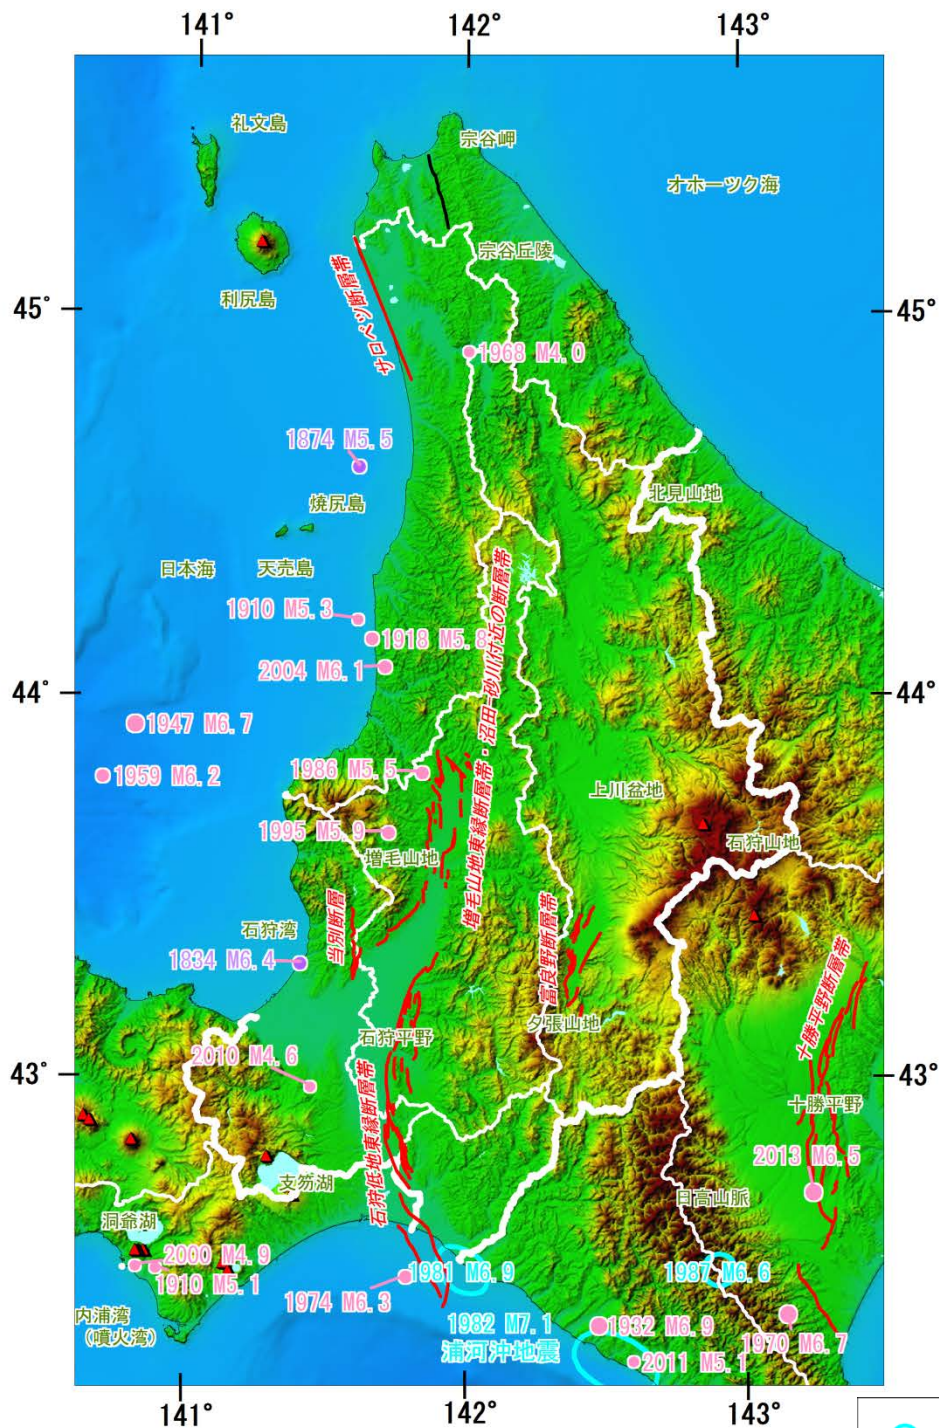 141°
142°
143°
礼文島
宗谷岬
オホーツク海
宗谷丘陵
サロベツ断層帯
利尻島
45°
45°
1968 M4.0
1874 M5.5
焼尻島
北見山地
日本海
天売島
1910 M5.3
1918 M5.8
2004 M6.1
増毛山地東縁断層帯・沼田-砂川付近の断層帯
44°
44°
1947 M6.7
1959 M6.2
1986 M5.5
上川盆地
1995 M5.9
石狩山地
増毛山地
当別断層
石狩湾
1834 M6.4
富良野断層帯
十勝平野断層帯
夕張山地
石狩平野
2010 M4.6
43°
43°
石狩低地東縁断層帯
十勝平野
2013 M6.5
支笏湖
日高山脈
洞爺湖
2000 M4.9
1910 M5.1
1981 M6.9
1987 M6.6
1974 M6.3
内浦湾
（噴火湾）
1982 M7.1
浦河沖地震
1932 M6.9
1970 M6.7
2011 M5.1
141°
142°
143°